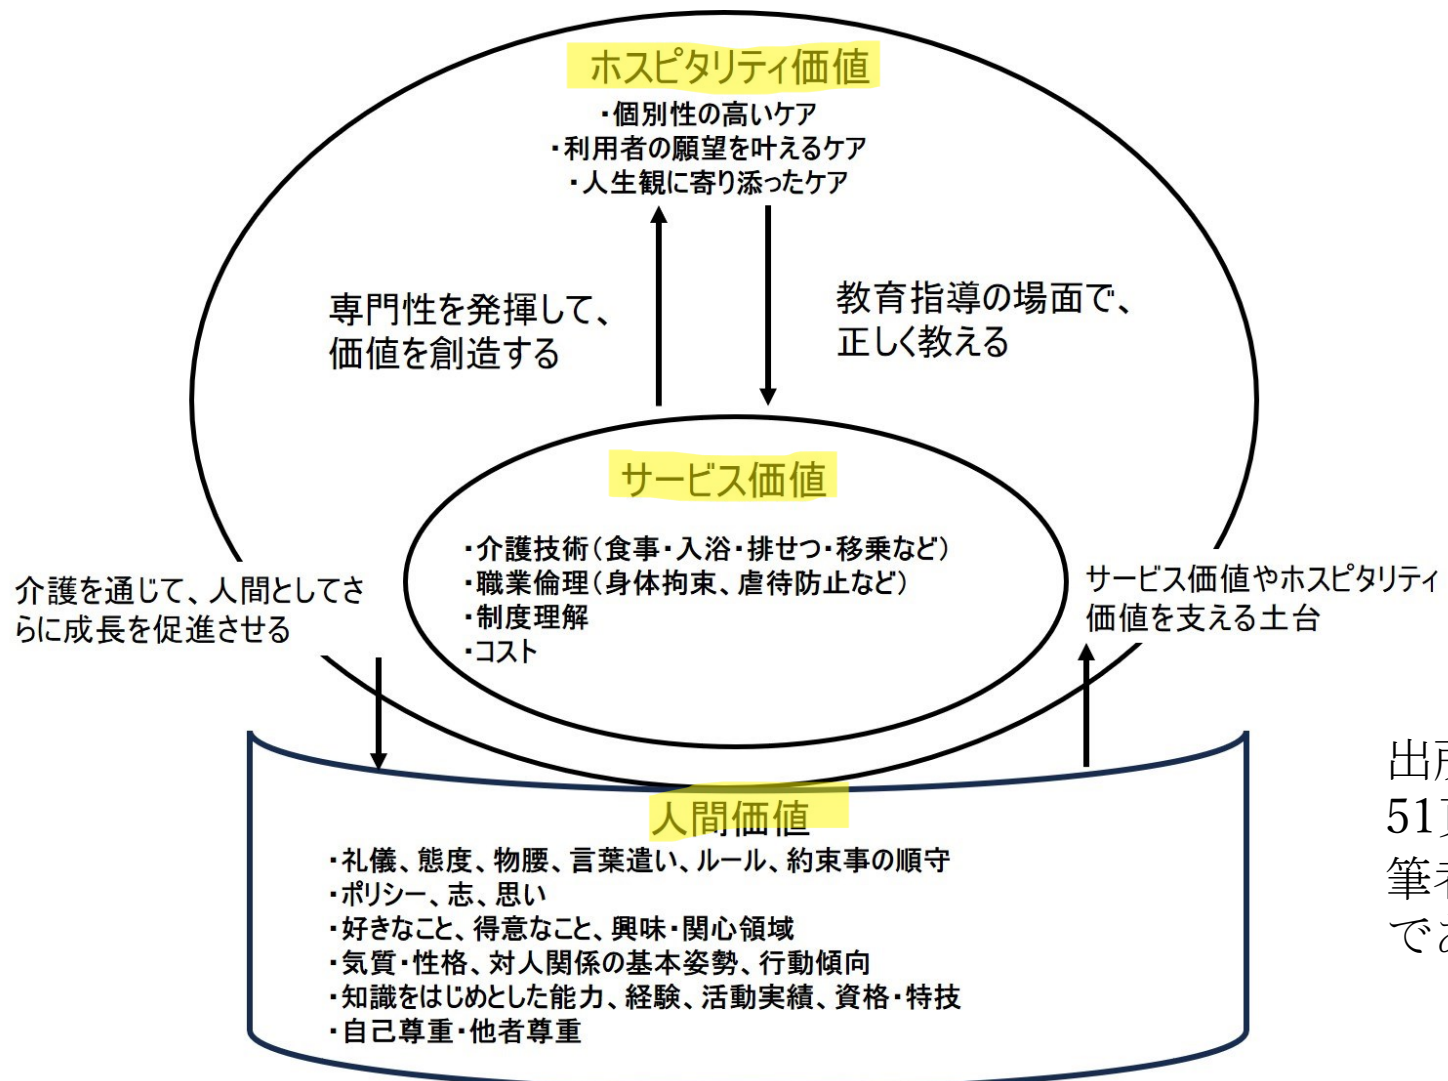 ホスピタリティ価値
・個別性の高いケア
・利用者の願望を叶えるケア
・人生観に寄り添ったケア
専門性を発揮して、
価値を創造する
教育指導の場面で、
正しく教える
サービス価値
・介護技術（食事・入浴・排せつ・移乗など）
・職業倫理（身体拘束、虐待防止など）
・制度理解
・コスト
介護を通じて、人間としてさ
らに成長を促進させる
サービス価値やホスピタリティ
価値を支える土台
人間価値
・礼儀、態度、物腰、言葉遣い、ルール、約束事の順守
・ポリシー、志、思い
・好きなこと、得意なこと、興味・関心領域
・気質・性格、対人関係の基本姿勢、行動傾向
・知識をはじめとした能力、経験、活動実績、資格・特技
・自己尊重・他者尊重
出
51
筆
で